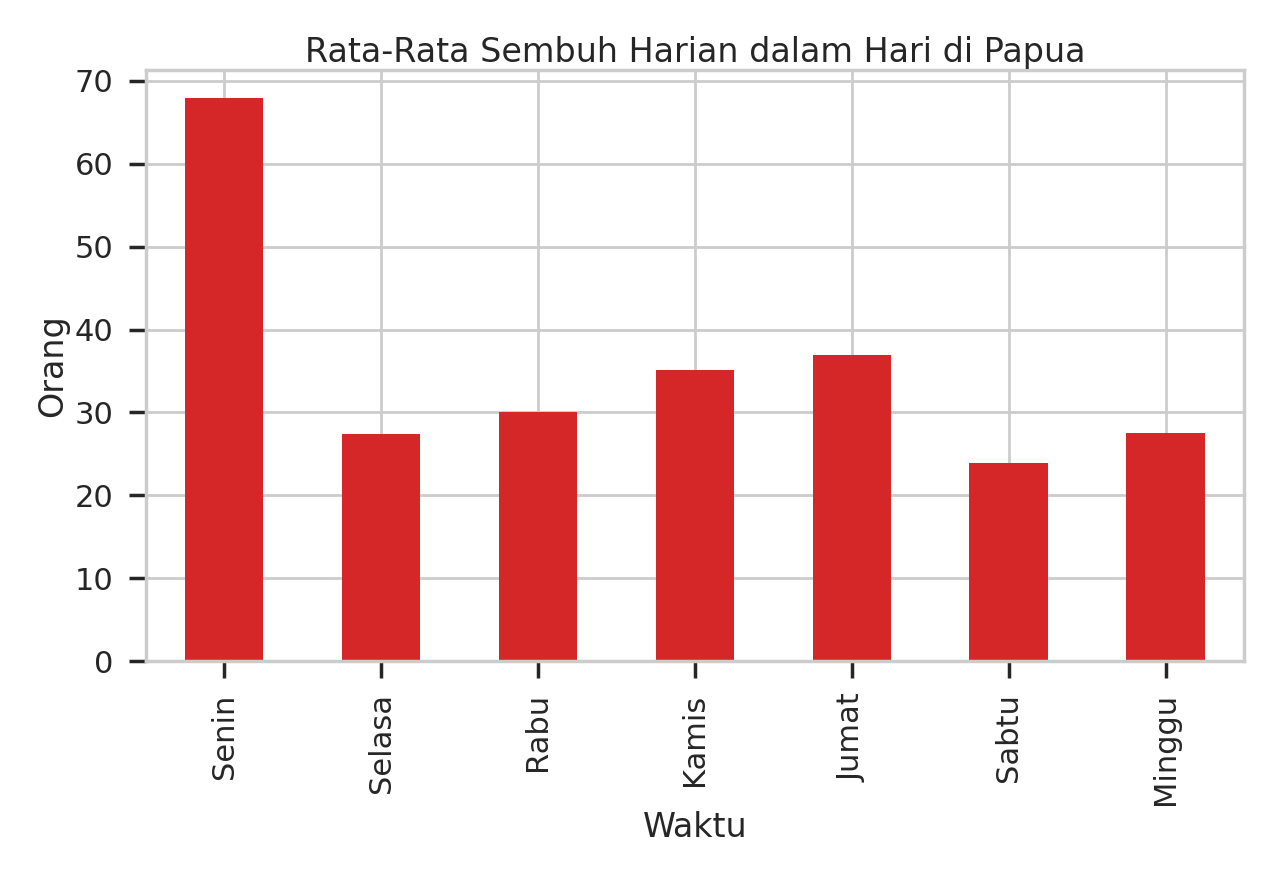 Rata-Rata Sembuh Harian dalam Hari di Papua
70
60
50
40
30
20
10
0
Orang
Senin
Selasa
Rabu
Kamis
Jumat
Sabtu
Minggu
Waktu